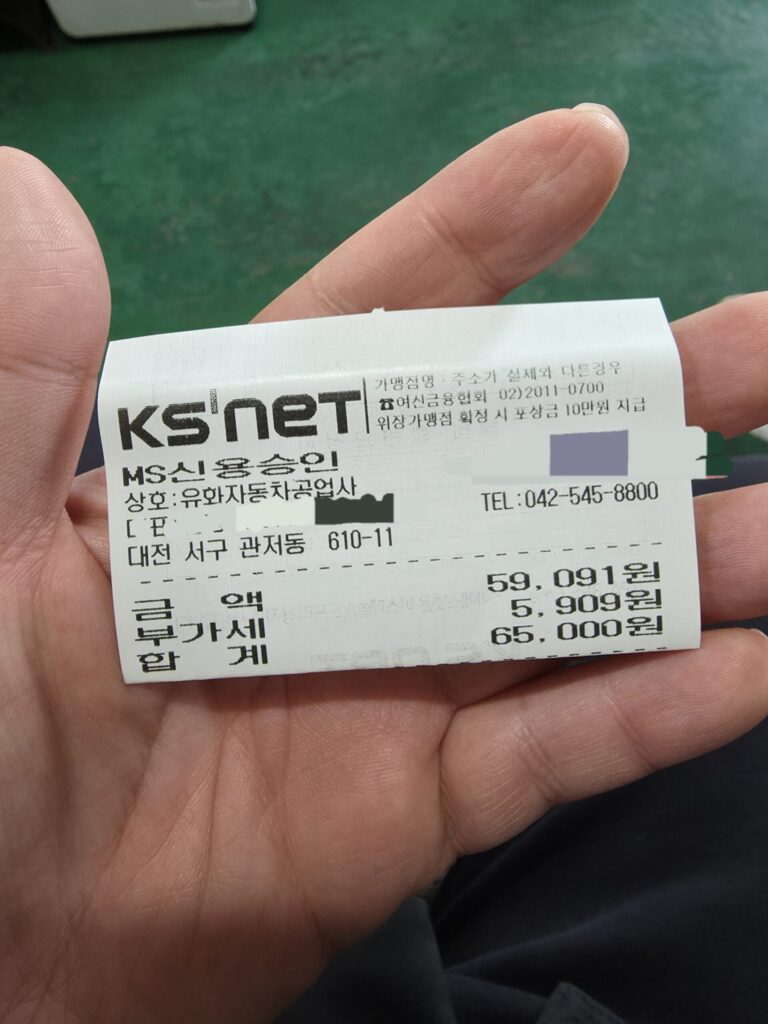 KSnet
가맹점명 · 주소가 실제와 다른경우
☎여신금융협회 02)2011-0700
위장가맹점 확정 시 포상금 10만원 지급
MS신용승인
상호:유화자동차공업사
TEL:042-545-8800
대전 서구 관저동 610-11
금 액 59,091원
부가세 5,909원
합 계 65,000원